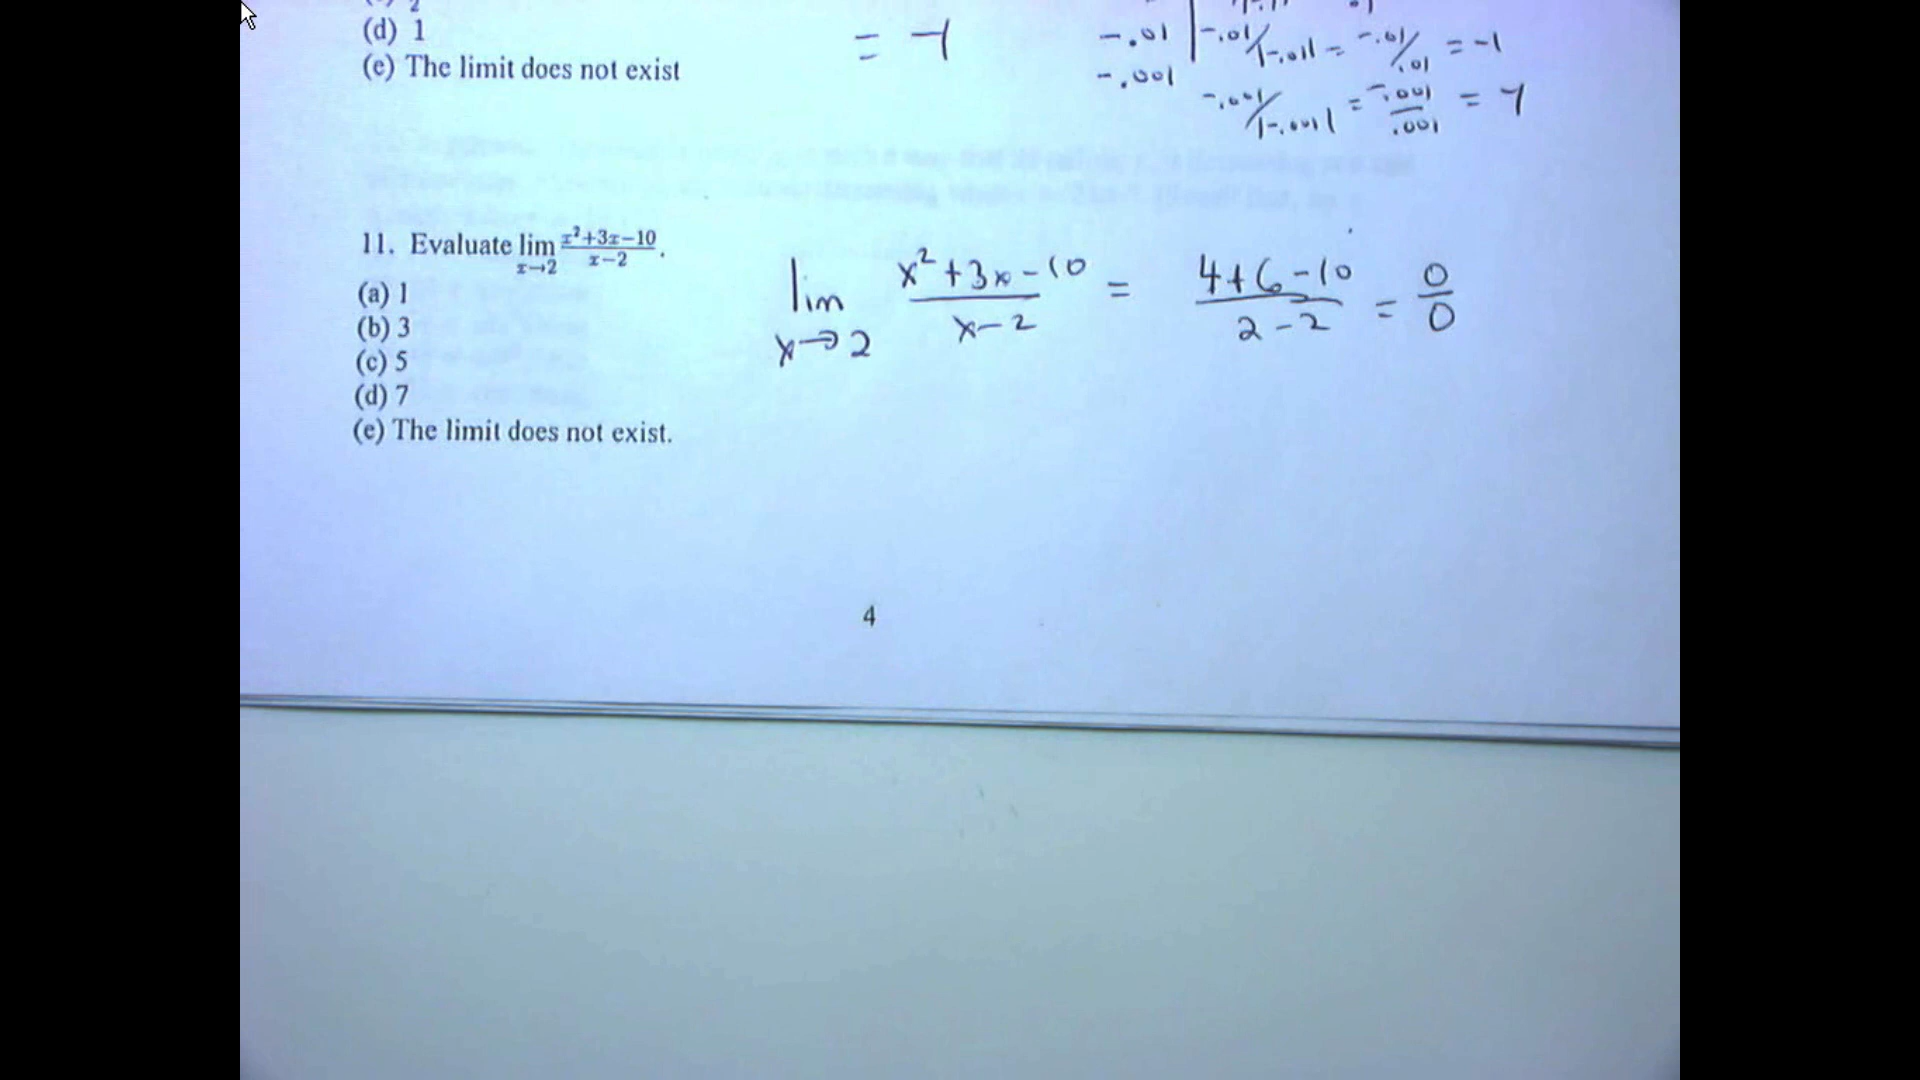 (d) 1
(e) The limit does not exist
= -1
-.01 | -.01/|-.01| = -.01/.01 = -1
-.001 -.001/|-.001| = -.001/.001 = -1
11. Evaluate lim x→2 x²+3x−10 / x−2 .
(a) 1
(b) 3
(c) 5
(d) 7
(e) The limit does not exist.
lim x→2 x²+3x-10 / x-2 = 4+6-10 / 2-2 = 0/0
4